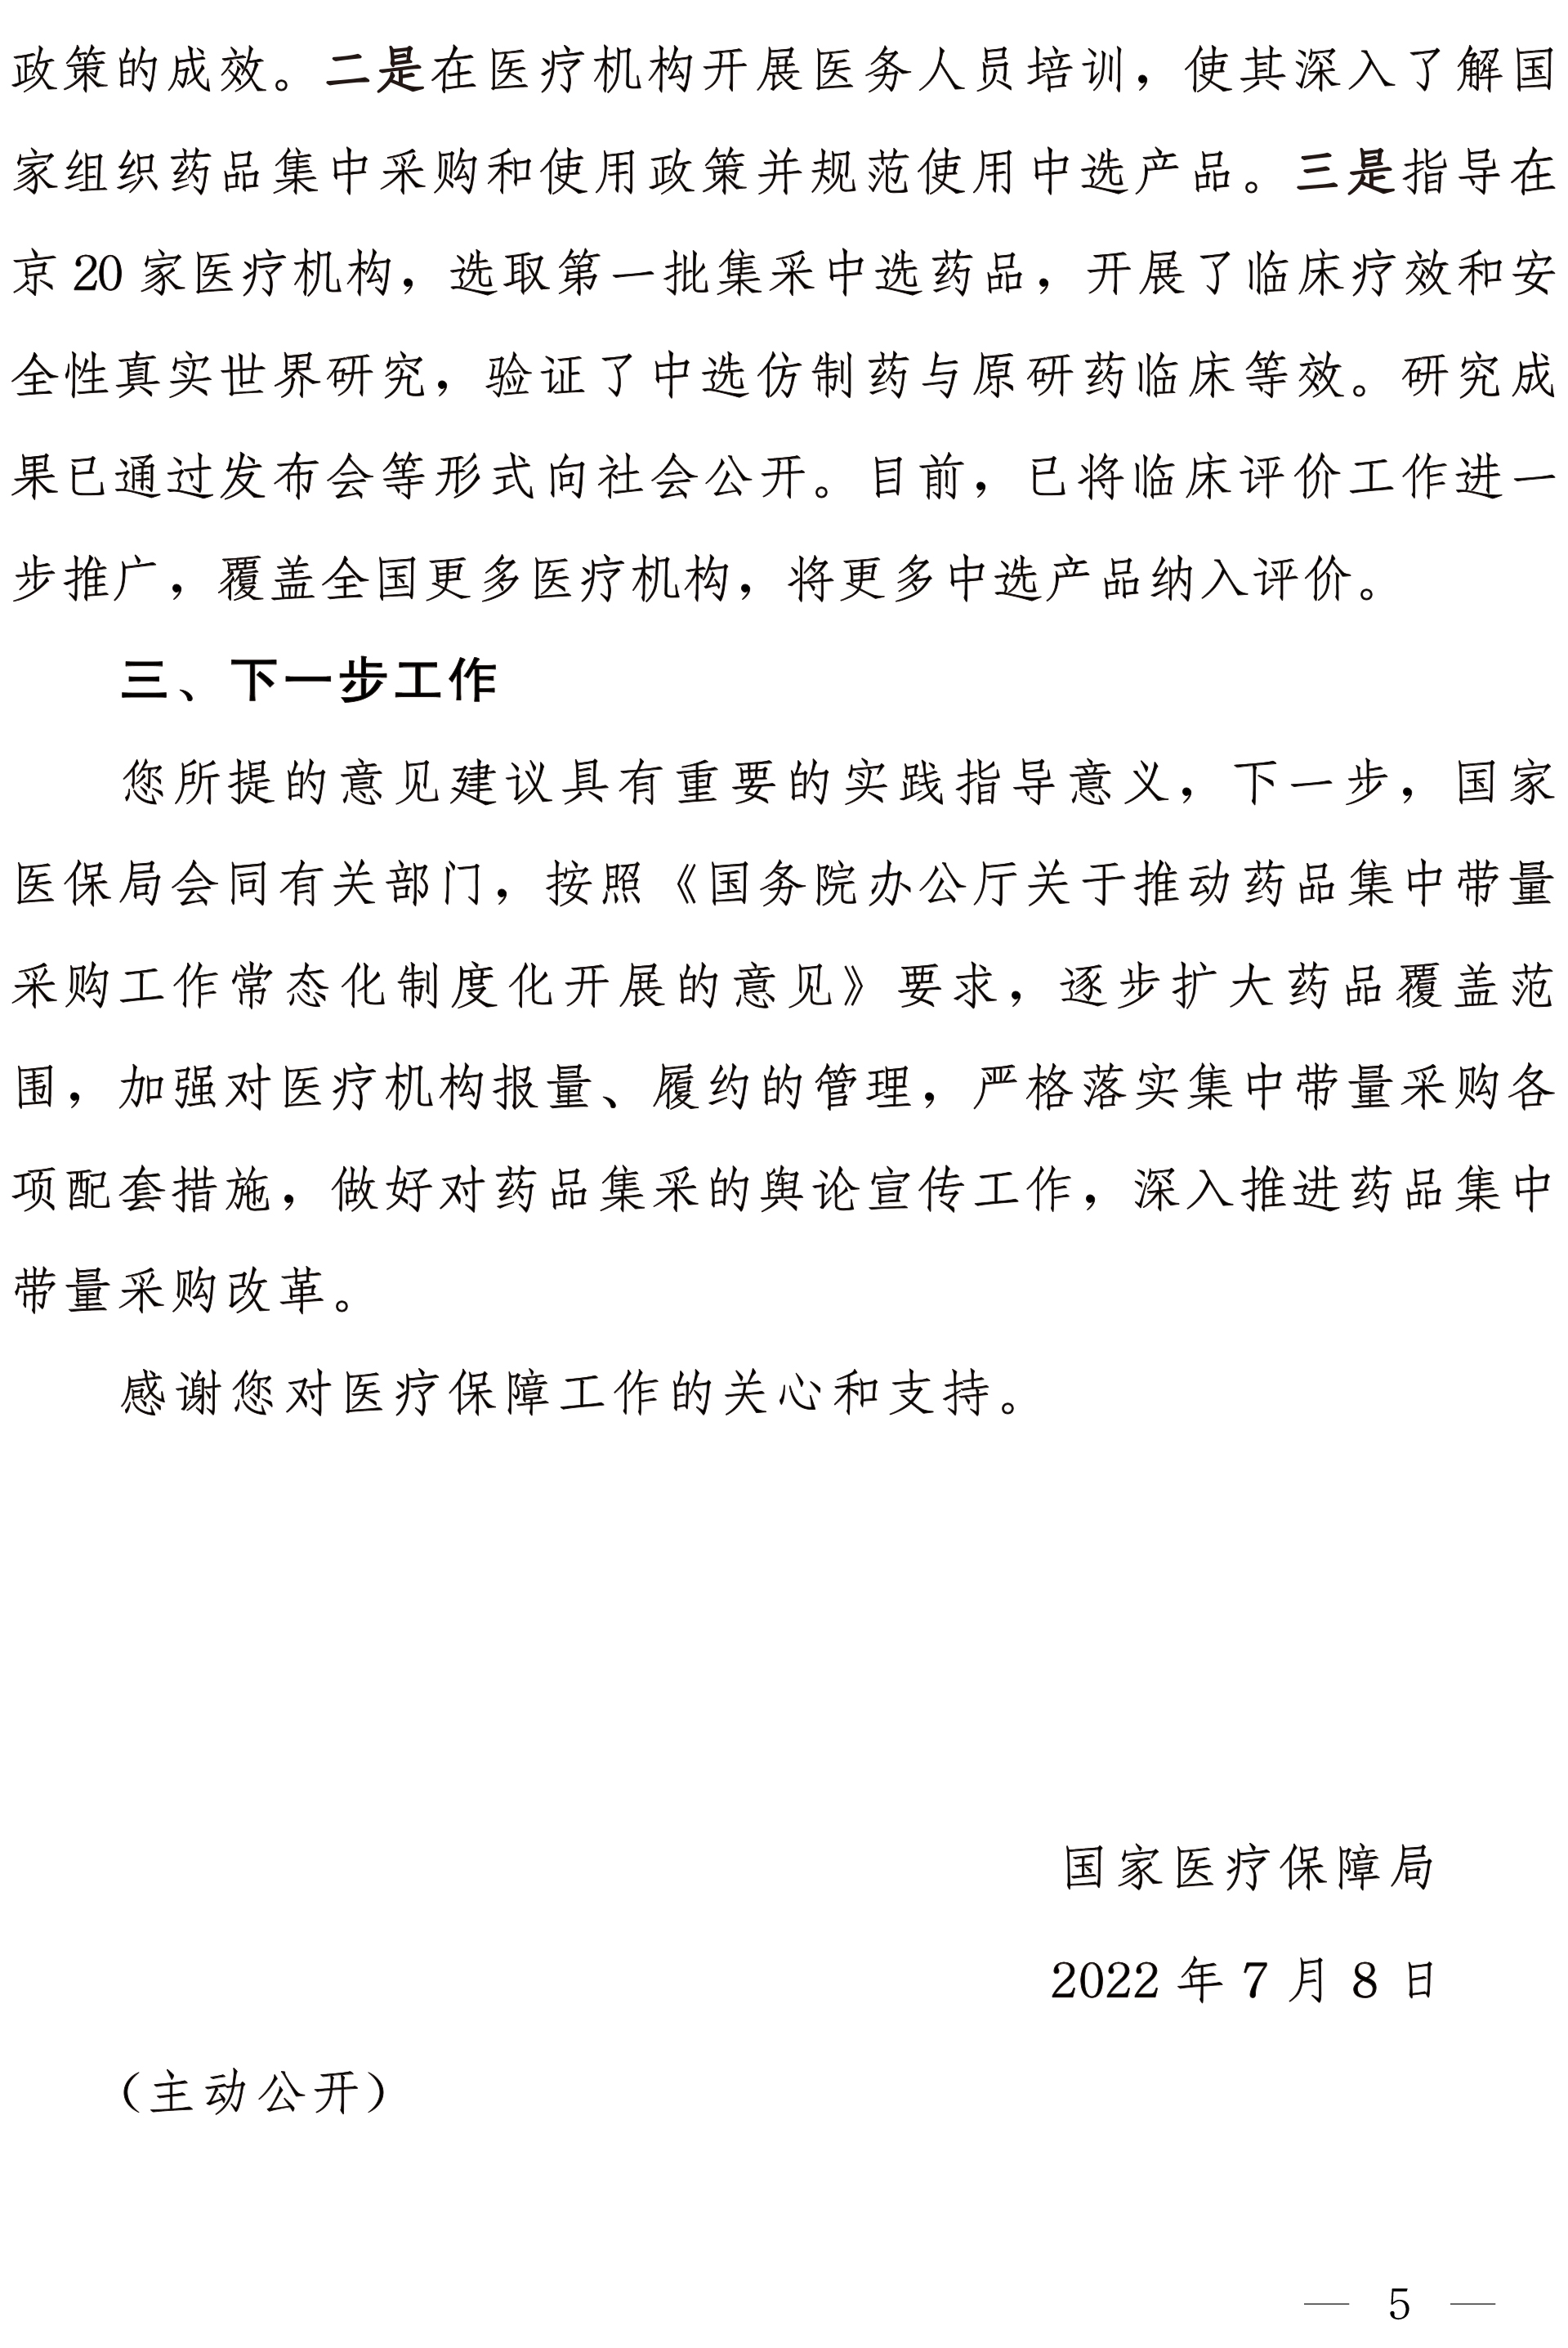 政策的成效。二是在医疗机构开展医务人员培训，使其深入了解国
家组织药品集中采购和使用政策并规范使用中选产品。三是指导在
京 20 家医疗机构，选取第一批集采中选药品，开展了临床疗效和安
全性真实世界研究，验证了中选仿制药与原研药临床等效。研究成
果已通过发布会等形式向社会公开。目前，已将临床评价工作进一
步推广，覆盖全国更多医疗机构，将更多中选产品纳入评价。
三、下一步工作
您所提的意见建议具有重要的实践指导意义，下一步，国家
医保局会同有关部门，按照《国务院办公厅关于推动药品集中带量
采购工作常态化制度化开展的意见》要求，逐步扩大药品覆盖范
围，加强对医疗机构报量、履约的管理，严格落实集中带量采购各
项配套措施，做好对药品集采的舆论宣传工作，深入推进药品集中
带量采购改革。
感谢您对医疗保障工作的关心和支持。
国家医疗保障局
2022 年 7 月 8 日
（主动公开）
— 5 —